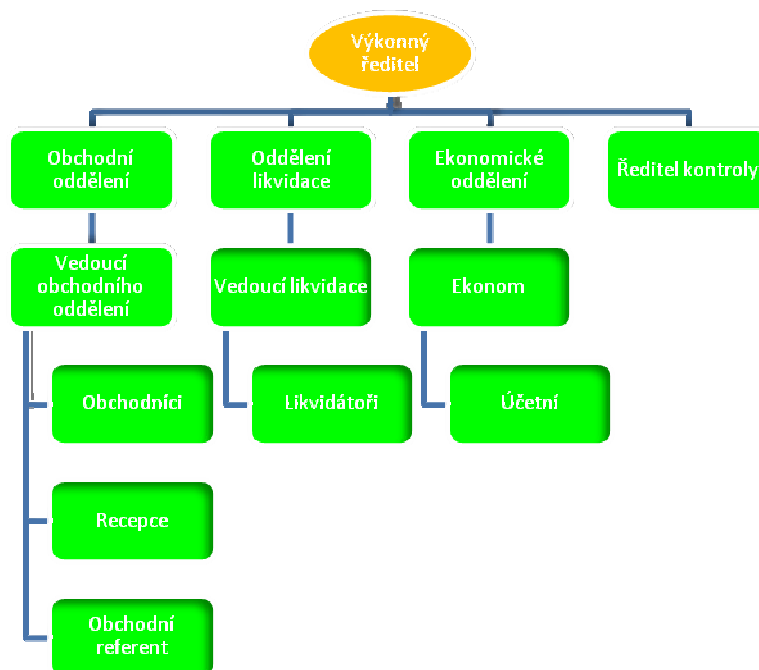 Výkonný
ředitel
Obchodní
oddělení
Oddělení
likvidace
Ekonomické
oddělení
Ředitel kontroly
Vedoucí
obchodního
oddělení
Vedoucí likvidace
Ekonom
Obchodníci
Likvidátoři
Účetní
Recepce
Obchodní
referent